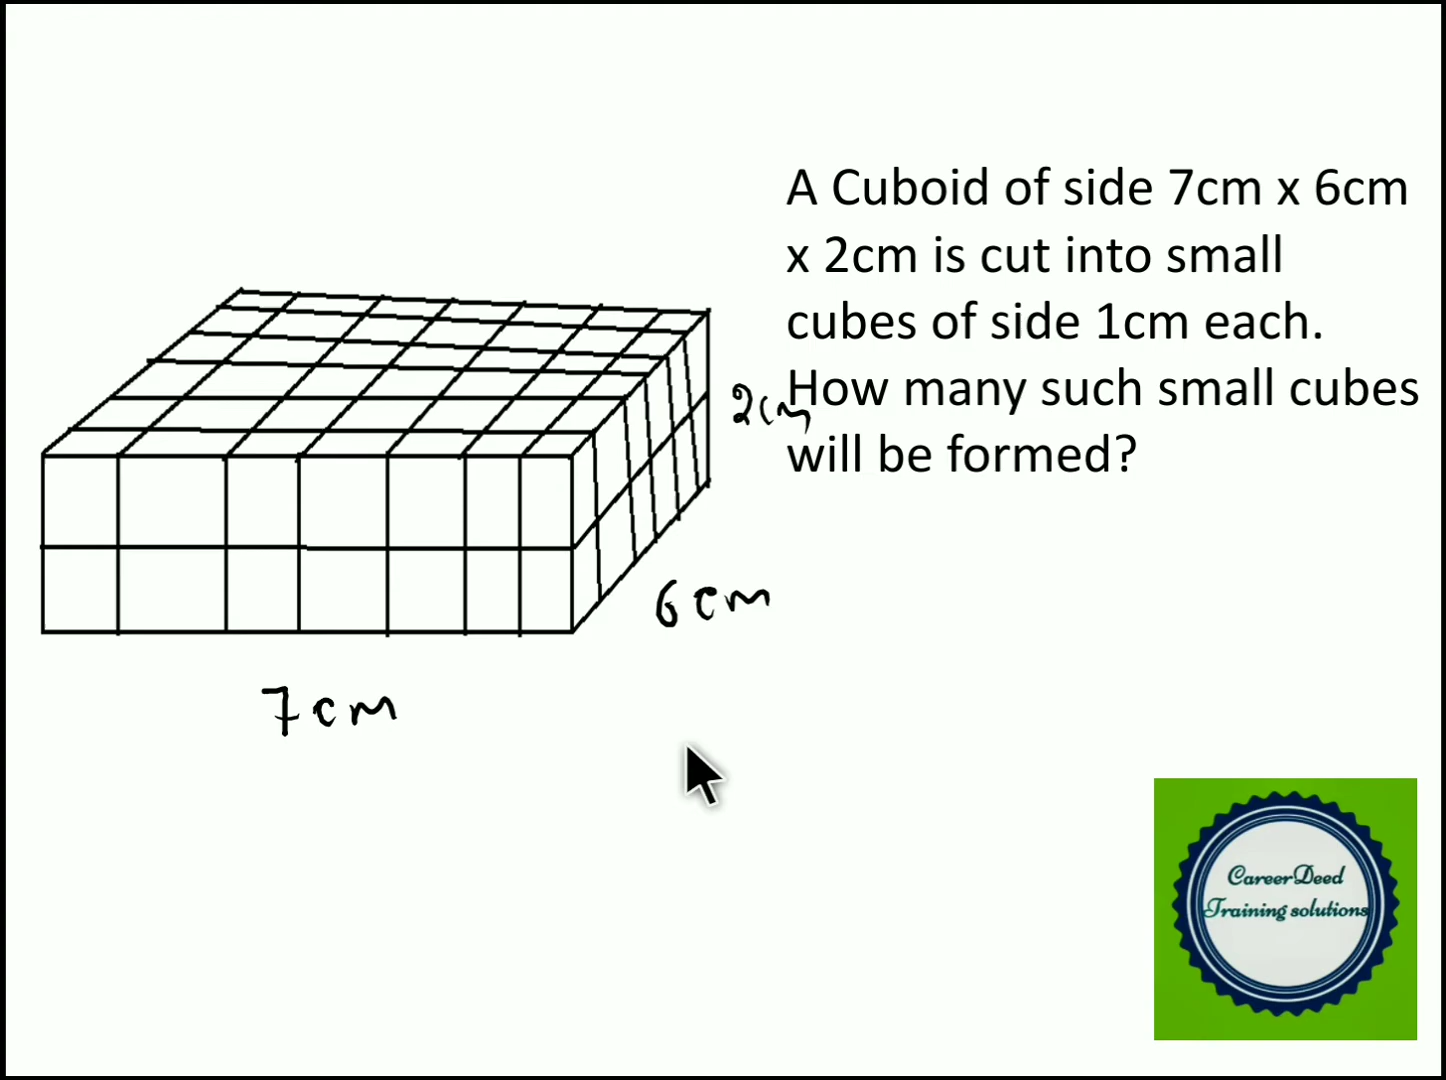 A Cuboid of side 7cm x 6cm
x 2cm is cut into small
cubes of side 1cm each.
How many such small cubes
will be formed?
2cm
6cm
7cm
CareerDeed
Training solutions